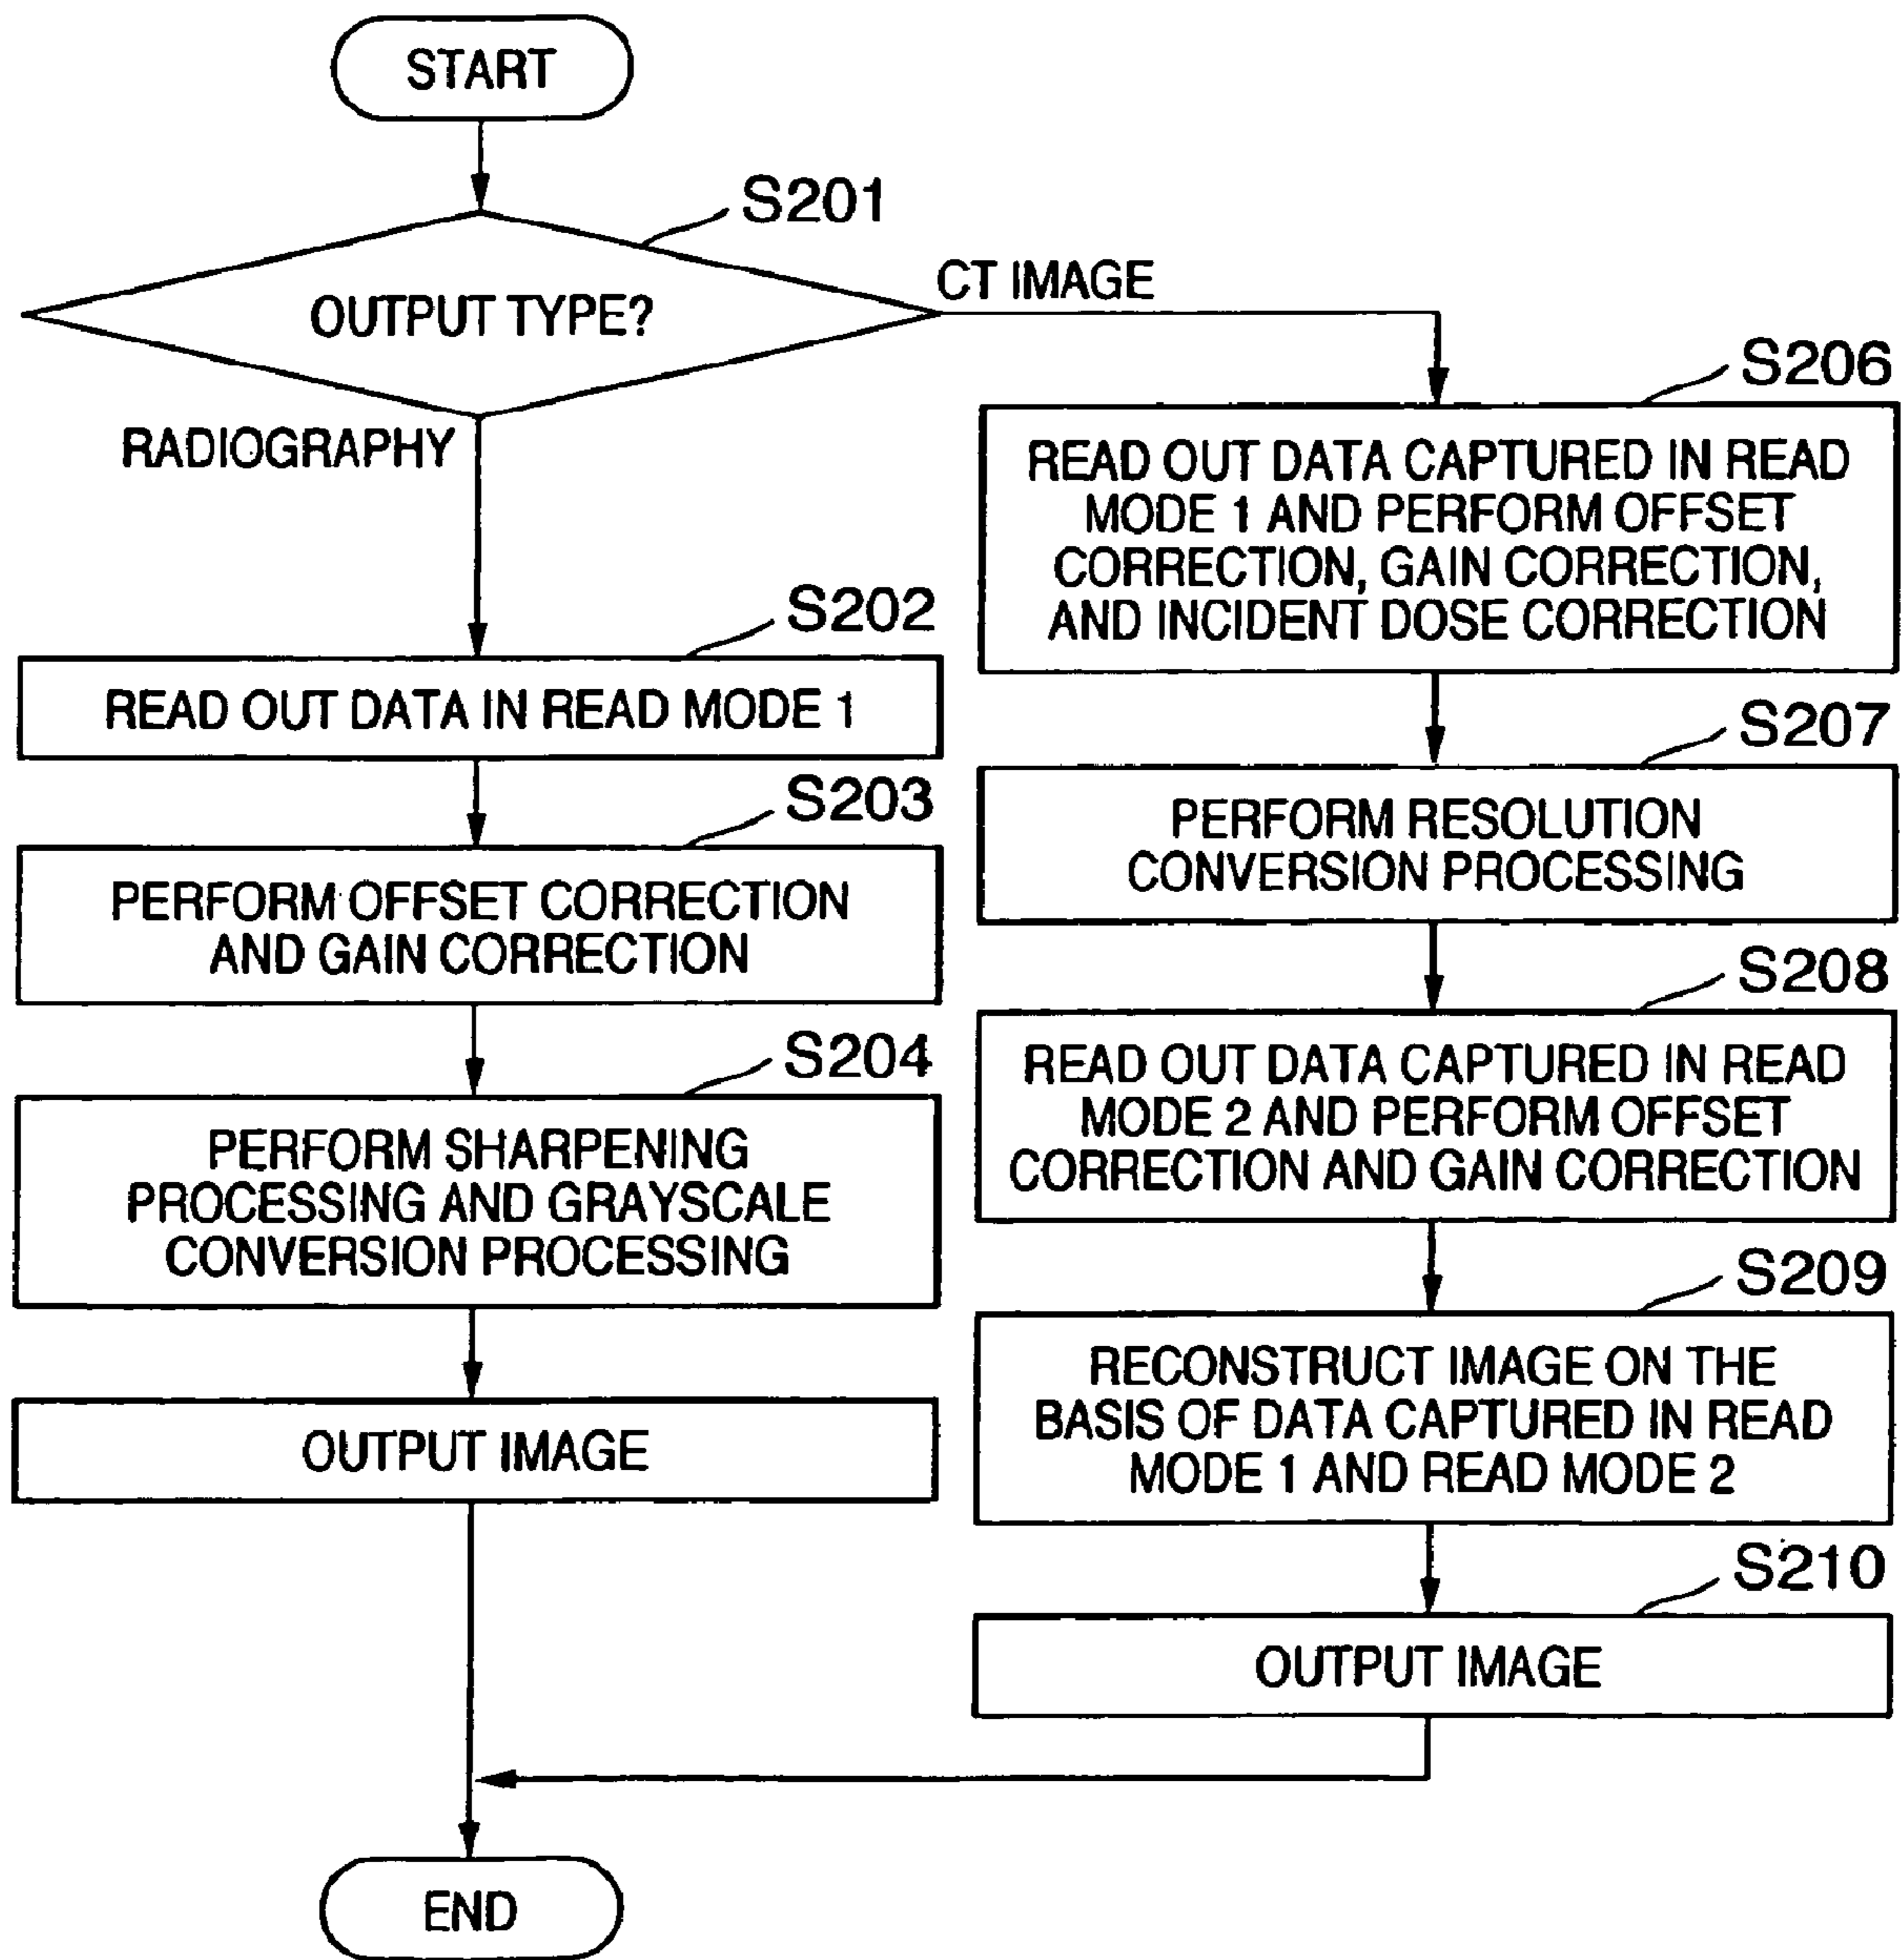 START
S201
OUTPUT TYPE?
CT IMAGE
RADIOGRAPHY
S202
READ OUT DATA IN READ MODE 1
S203
PERFORM OFFSET CORRECTION
AND GAIN CORRECTION
S204
PERFORM SHARPENING
PROCESSING AND GRAYSCALE
CONVERSION PROCESSING
OUTPUT IMAGE
S206
READ OUT DATA CAPTURED IN READ
MODE 1 AND PERFORM OFFSET
CORRECTION, GAIN CORRECTION,
AND INCIDENT DOSE CORRECTION
S207
PERFORM RESOLUTION
CONVERSION PROCESSING
S208
READ OUT DATA CAPTURED IN READ
MODE 2 AND PERFORM OFFSET
CORRECTION AND GAIN CORRECTION
S209
RECONSTRUCT IMAGE ON THE
BASIS OF DATA CAPTURED IN READ
MODE 1 AND READ MODE 2
S210
OUTPUT IMAGE
END